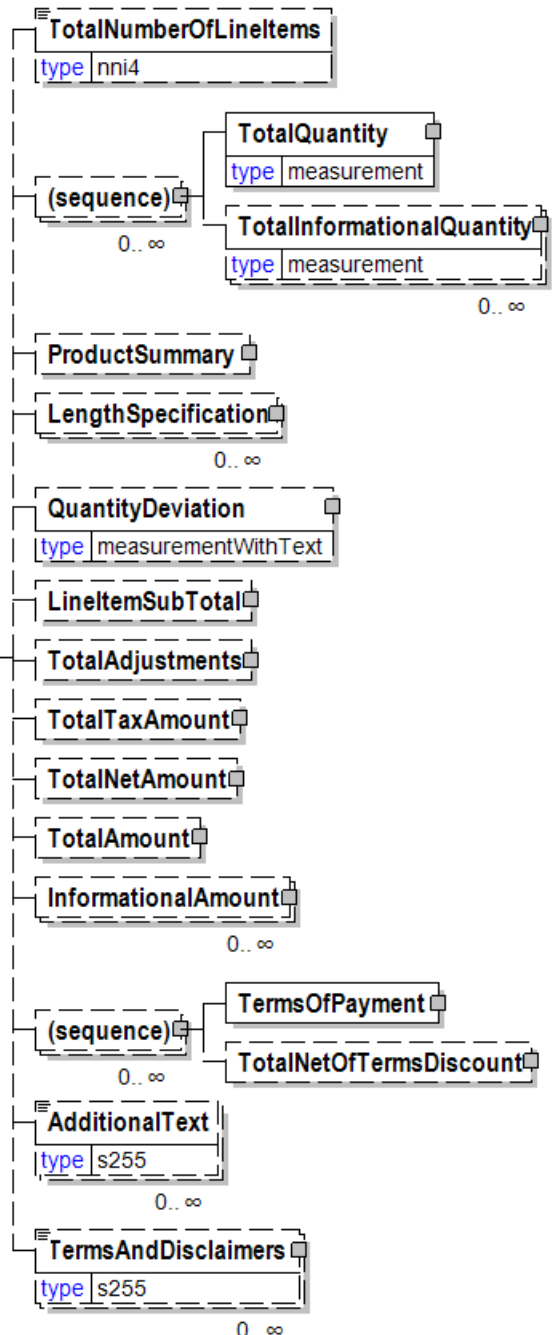 TotalNumberOfLineItems
type nni4
TotalQuantity
type measurement
(sequence)
0.. ∞
TotalInformationalQuantity
type measurement
0.. ∞
ProductSummary
LengthSpecification
0.. ∞
QuantityDeviation
type measurementWithText
LineItemSubTotal
TotalAdjustments
TotalTaxAmount
TotalNetAmount
TotalAmount
InformationalAmount
0.. ∞
TermsOfPayment
(sequence)
0.. ∞
TotalNetOfTermsDiscount
AdditionalText
type s255
0.. ∞
TermsAndDisclaimers
type s255
0.. ∞